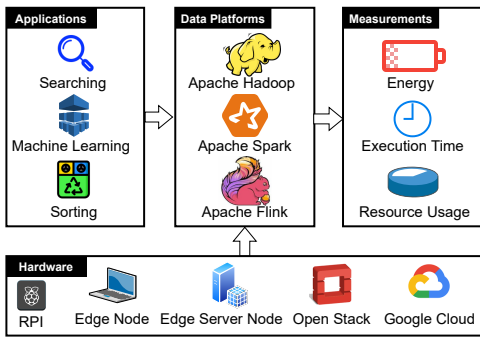 Applications
Searching
Machine Learning
Sorting
Data Platforms
Apache Hadoop
Apache Spark
Apache Flink
Measurements
Energy
Execution Time
Resource Usage
Hardware
RPI
Edge Node
Edge Server Node
Open Stack
Google Cloud